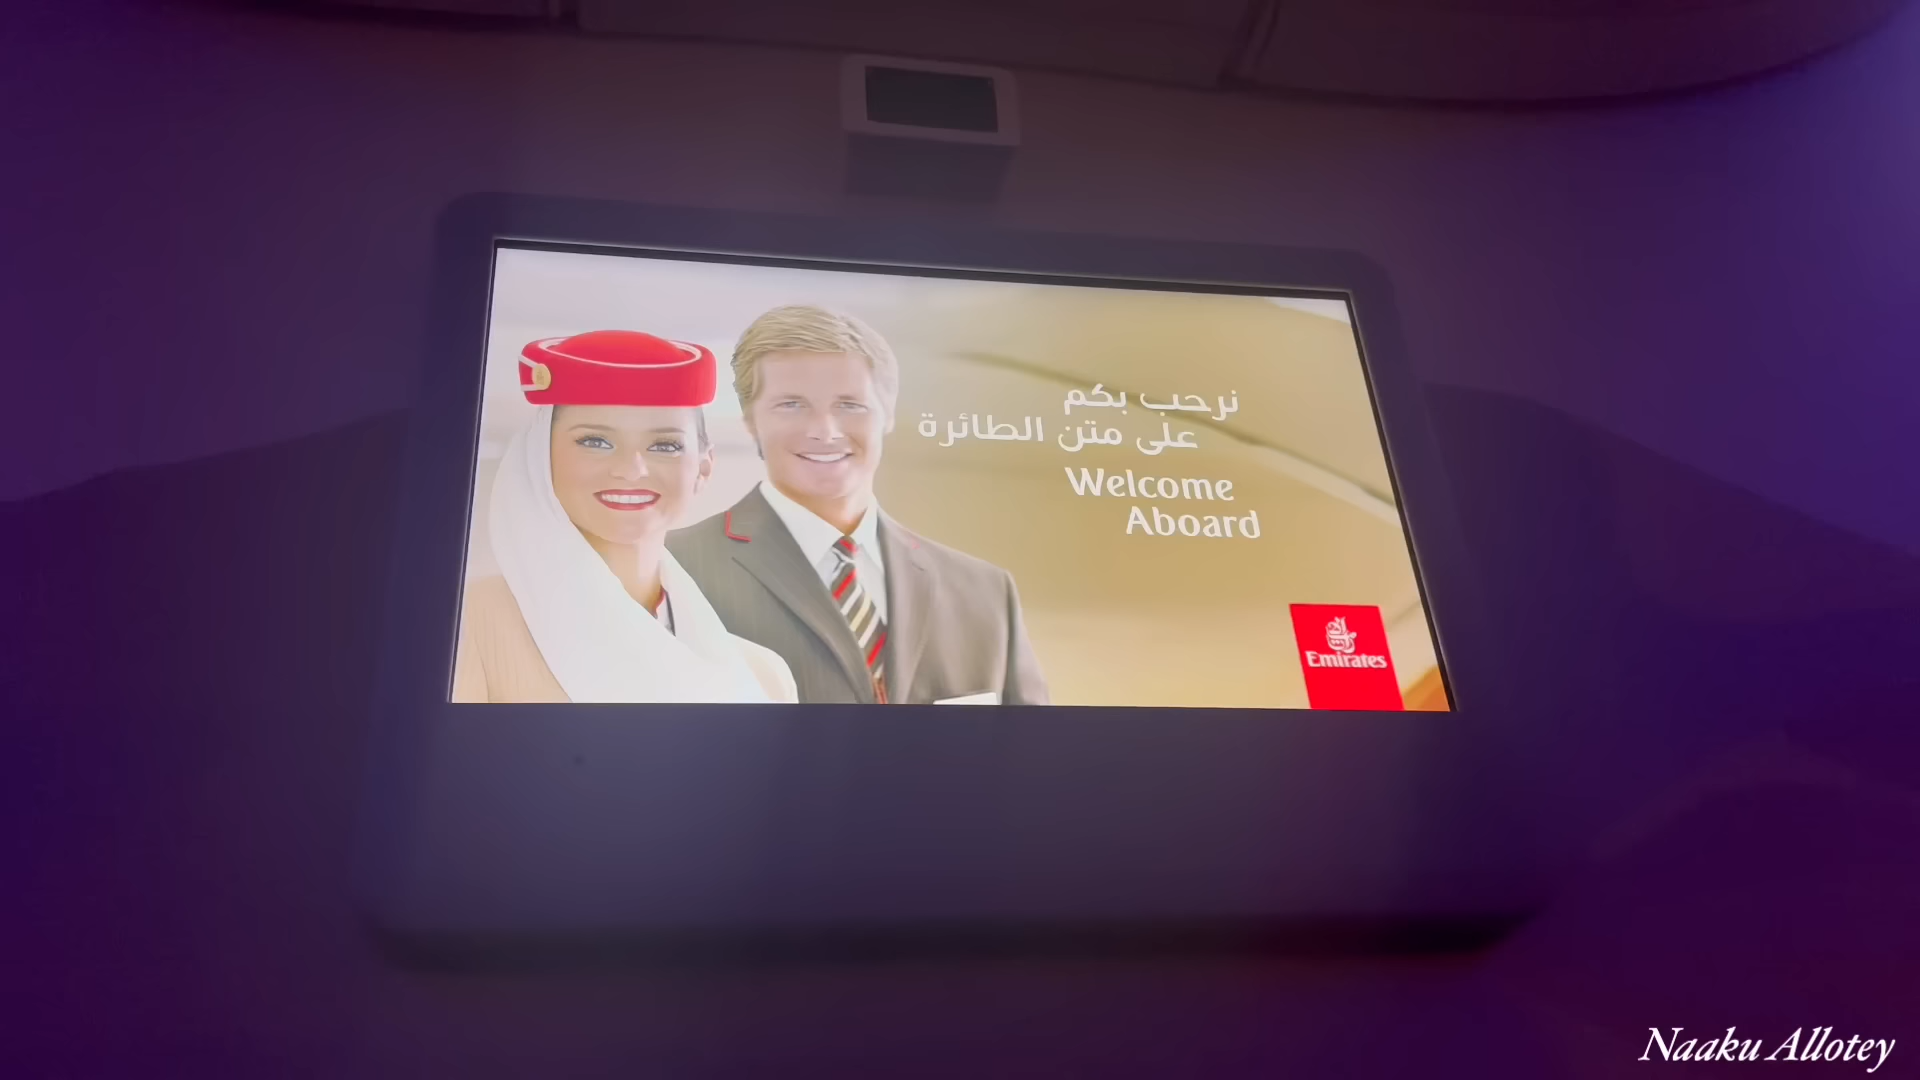 نرحب بكم
على متن الطائرة
Welcome
Aboard
Emirates
Naaku Allotey